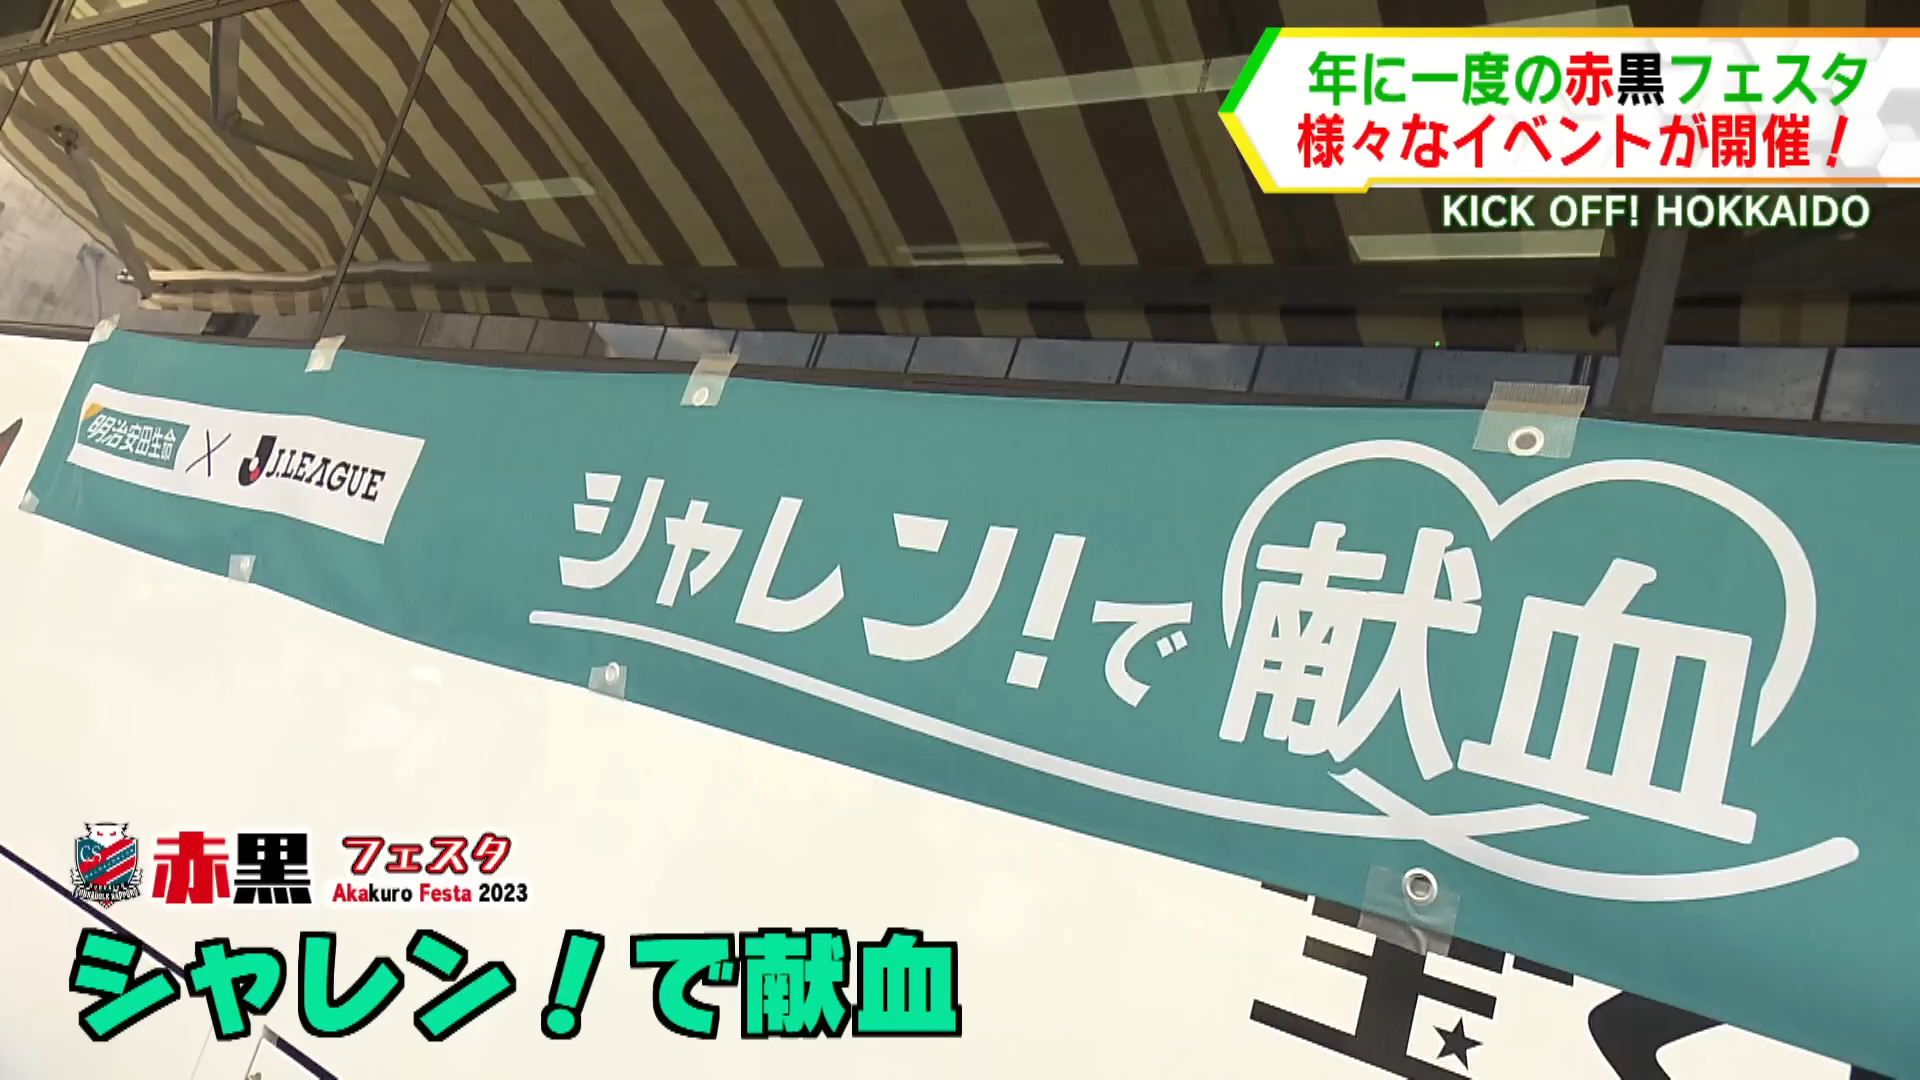 年に一度の赤黒フェスタ
様々なイベントが開催！
KICK OFF! HOKKAIDO
明治安田生命 × J.LEAGUE
シャレン！で献血
CS
赤黒 フェスタ
Akakuro Festa 2023
シャレン！で献血